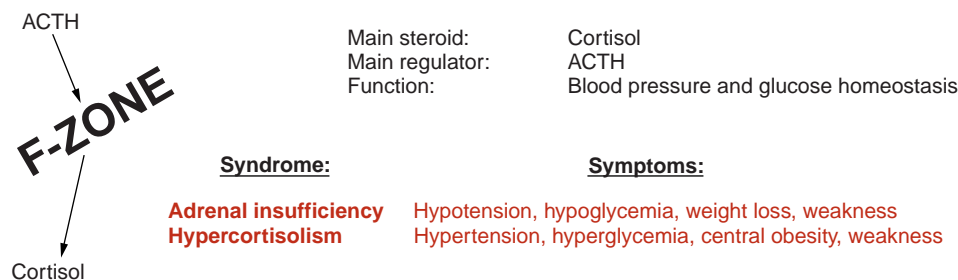 ACTH
Main steroid: Cortisol
Main regulator: ACTH
Function: Blood pressure and glucose homeostasis
F-ZONE
Syndrome: Symptoms:
Adrenal insufficiency Hypotension, hypoglycemia, weight loss, weakness
Hypercortisolism Hypertension, hyperglycemia, central obesity, weakness
Cortisol